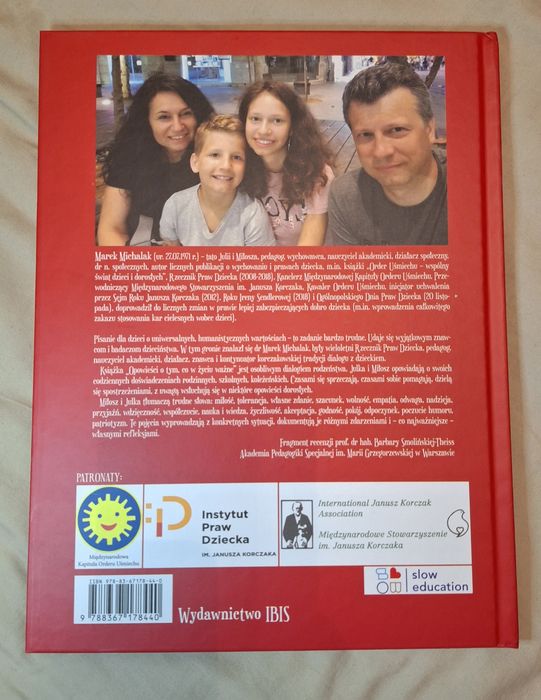 Marek Michalak (ur. 27.07.1971 r.) – tato Julii i Miłosza, pedagog, wychowawca, nauczyciel akademicki, działacz społeczny,
dr n. społecznych, autor licznych publikacji o wychowaniu i prawach dziecka, m.in. książki „Order Uśmiechu – wspólny
świat dzieci i dorosłych”, Rzecznik Praw Dziecka (2008-2018), Kanclerz Międzynarodowej Kapituły Orderu Uśmiechu, Prze-
wodniczący Międzynarodowego Stowarzyszenia im. Janusza Korczaka, Kawaler Orderu Uśmiechu, inicjator uchwalenia
przez Sejm Roku Janusza Korczaka (2012), Roku Ireny Sendlerowej (2018) i Ogólnopolskiego Dnia Praw Dziecka (20 listo-
pada), doprowadził do licznych zmian w prawie lepiej zabezpieczających dobro dziecka (m.in. wprowadzenia całkowitego
zakazu stosowania kar cielesnych wobec dzieci).
Pisanie dla dzieci o uniwersalnych, humanistycznych wartościach – to zadanie bardzo trudne. Udaje się wyjątkowym znaw-
com i badaczom dzieciństwa. W tym gronie znalazł się dr Marek Michalak, były wieloletni Rzecznik Praw Dziecka, pedagog,
nauczyciel akademicki, działacz, znawca i kontynuator korczakowskiej tradycji dialogu z dzieckiem.
Książka „Opowieści o tym, co w życiu ważne” jest osobliwym dialogiem rodzeństwa. Julka i Miłosz opowiadają o swoich
codziennych doświadczeniach rodzinnych, szkolnych, koleżeńskich. Czasami się sprzeczają, czasami sobie pomagają, dzielą
się spostrzeżeniami, z uwagą wsłuchują się w niektóre opowieści dorosłych.
Miłosz i Julka tłumaczą trudne słowa: miłość, tolerancja, własne zdanie, szacunek, wolność, empatia, odwaga, nadzieja,
przyjaźń, wdzięczność, współczucie, nauka i wiedza, życzliwość, akceptacja, godność, pokój, odpoczynek, poczucie humoru,
patriotyzm. Te pojęcia wyprowadzają z konkretnych sytuacji, dokumentują je różnymi zdarzeniami i – co najważniejsze –
własnymi refleksjami.
Fragment recenzji prof. dr hab. Barbary Smolińskiej-Theiss
Akademia Pedagogiki Specjalnej im. Marii Grzegorzewskiej w Warszawie
PATRONATY:
Międzynarodowa
Kapituła Orderu Uśmiechu
Instytut
Praw
Dziecka
IM. JANUSZA KORCZAKA
International Janusz Korczak
Association
Międzynarodowe Stowarzyszenie
im. Janusza Korczaka
slow
education
ISBN 978-83-67178-44-0
9 788367 178440
Wydawnictwo IBIS